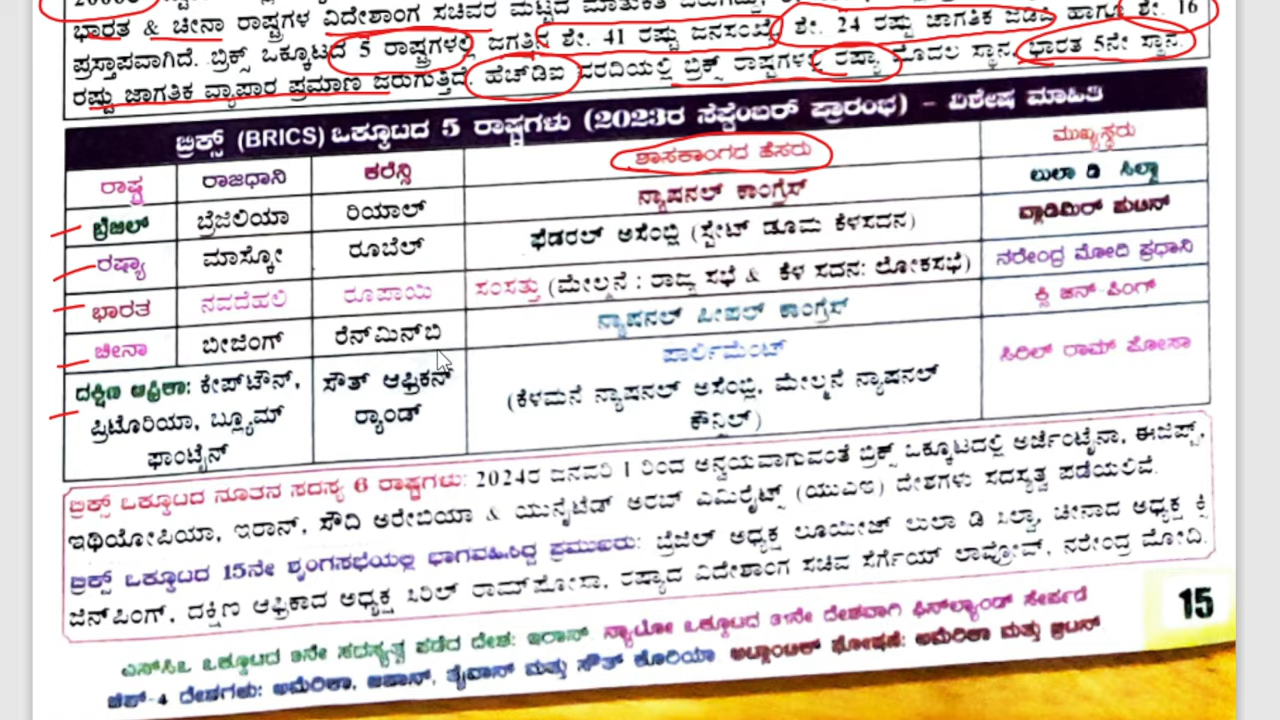 ಭಾರತ & ಚೀನಾ ರಾಷ್ಟ್ರಗಳ ವಿದೇಶಾಂಗ ಸಚಿವರ ಮಟ್ಟದ ಮಾತುಕತೆ
ಪ್ರಸ್ತಾಪವಾಗಿದೆ. ಬ್ರಿಕ್ಸ್ ಒಕ್ಕೂಟದ 5 ರಾಷ್ಟ್ರಗಳಲ್ಲಿ ಜಗತ್ತಿನ ಶೇ. 41 ರಷ್ಟು ಜನಸಂಖ್ಯೆ, ಶೇ. 24 ರಷ್ಟು ಜಾಗತಿಕ ಜಿಡಿಪಿ ಹಾಗೂ ಶೇ. 16
ರಷ್ಟು ಜಾಗತಿಕ ವ್ಯಾಪಾರ ಪ್ರಮಾಣ ಜರುಗುತ್ತಿದೆ. ಹೆಚ್‌ಡಿಐ ವರದಿಯಲ್ಲಿ ಬ್ರಿಕ್ಸ್ ರಾಷ್ಟ್ರಗಳಲ್ಲಿ ರಷ್ಯಾ ಮೊದಲ ಸ್ಥಾನ, ಭಾರತ 5ನೇ ಸ್ಥಾನ.
ಬ್ರಿಕ್ಸ್ (BRICS) ಒಕ್ಕೂಟದ 5 ರಾಷ್ಟ್ರಗಳು (2023ರ ಸೆಪ್ಟೆಂಬರ್ ಪ್ರಾರಂಭ) – ವಿಶೇಷ ಮಾಹಿತಿ
ರಾಷ್ಟ್ರ ರಾಜಧಾನಿ ಕರೆನ್ಸಿ ಶಾಸಕಾಂಗದ ಹೆಸರು ಮುಖ್ಯಸ್ಥರು
ಬ್ರೆಜಿಲ್ ಬ್ರೆಜಿಲಿಯಾ ರಿಯಾಲ್ ನ್ಯಾಷನಲ್ ಕಾಂಗ್ರೆಸ್ ಲುಲಾ ಡಿ ಸಿಲ್ವಾ
ರಷ್ಯಾ ಮಾಸ್ಕೋ ರೂಬೆಲ್ ಫೆಡರಲ್ ಅಸೆಂಬ್ಲಿ (ಸ್ಟೇಟ್ ಡೂಮ ಕೆಳಸದನ) ವ್ಲಾಡಿಮಿರ್ ಪುಟಿನ್
ಭಾರತ ನವದೆಹಲಿ ರೂಪಾಯಿ ಸಂಸತ್ತು (ಮೇಲ್ಮನೆ : ರಾಜ್ಯ ಸಭೆ & ಕೆಳ ಸದನ: ಲೋಕಸಭೆ) ನರೇಂದ್ರ ಮೋದಿ ಪ್ರಧಾನಿ
ಚೀನಾ ಬೀಜಿಂಗ್ ರೆನ್‌ಮಿನ್‌ಬಿ ನ್ಯಾಷನಲ್ ಪೀಪಲ್ ಕಾಂಗ್ರೆಸ್ ಕ್ಸಿ ಜಿನ್ ಪಿಂಗ್
ದಕ್ಷಿಣ ಆಫ್ರಿಕಾ: ಕೇಪ್‌ಟೌನ್, ಸೌತ್ ಆಫ್ರಿಕನ್ ಪಾರ್ಲಿಮೆಂಟ್ ಸಿರಿಲ್ ರಾಮ್ ಪೋಸಾ
ಪ್ರಿಟೋರಿಯಾ, ಬ್ಲ್ಯೂಮ್ ರ್‍ಯಾಂಡ್ (ಕೆಳಮನೆ ನ್ಯಾಷನಲ್ ಅಸೆಂಬ್ಲಿ, ಮೇಲ್ಮನೆ ನ್ಯಾಷನಲ್
ಫಾಂಟೈನ್ ಕೌನ್ಸಿಲ್)
ಬ್ರಿಕ್ಸ್ ಒಕ್ಕೂಟದ ನೂತನ ಸದಸ್ಯ 6 ರಾಷ್ಟ್ರಗಳು: 2024ರ ಜನವರಿ 1 ರಿಂದ ಅನ್ವಯವಾಗುವಂತೆ ಬ್ರಿಕ್ಸ್ ಒಕ್ಕೂಟದಲ್ಲಿ ಅರ್ಜೆಂಟೈನಾ, ಈಜಿಪ್ಟ್,
ಇಥಿಯೋಪಿಯಾ, ಇರಾನ್, ಸೌದಿ ಅರೇಬಿಯಾ & ಯುನೈಟೆಡ್ ಅರಬ್ ಎಮಿರೈಟ್ಸ್ (ಯುಎಇ) ದೇಶಗಳು ಸದಸ್ಯತ್ವ ಪಡೆಯಲಿವೆ.
ಬ್ರಿಕ್ಸ್ ಒಕ್ಕೂಟದ 15ನೇ ಶೃಂಗಸಭೆಯಲ್ಲಿ ಭಾಗವಹಿಸಿದ್ದ ಪ್ರಮುಖರು: ಬ್ರೆಜಿಲ್ ಅಧ್ಯಕ್ಷ ಲೂಯೀಜ್ ಲುಲಾ ಡಿ ಸಿಲ್ವಾ, ಚೀನಾದ ಅಧ್ಯಕ್ಷ ಕ್ಸಿ
ಜಿನ್‌ಪಿಂಗ್, ದಕ್ಷಿಣ ಆಫ್ರಿಕಾದ ಅಧ್ಯಕ್ಷ ಸಿರಿಲ್ ರಾಮ್‌ಪೋಸಾ, ರಷ್ಯಾದ ವಿದೇಶಾಂಗ ಸಚಿವ ಸೆರ್ಗೆಯ್ ಲಾವ್ರೋವ್, ನರೇಂದ್ರ ಮೋದಿ.
ಎಸ್‌ಸಿಒ ಒಕ್ಕೂಟದ 9ನೇ ಸದಸ್ಯತ್ವ ಪಡೆದ ದೇಶ: ಇರಾನ್ ನ್ಯಾಟೋ ಒಕ್ಕೂಟದ 31ನೇ ದೇಶವಾಗಿ ಫಿನ್‌ಲ್ಯಾಂಡ್ ಸೇರ್ಪಡೆ
ಚಿಪ್-4 ದೇಶಗಳು: ಅಮೆರಿಕಾ, ಜಪಾನ್, ತೈವಾನ್ ಮತ್ತು ಸೌತ್ ಕೊರಿಯಾ ಅಟ್ಲಾಂಟಿಕ್ ಘೋಷಣೆ: ಅಮೆರಿಕಾ ಮತ್ತು ಬ್ರಿಟನ್
15